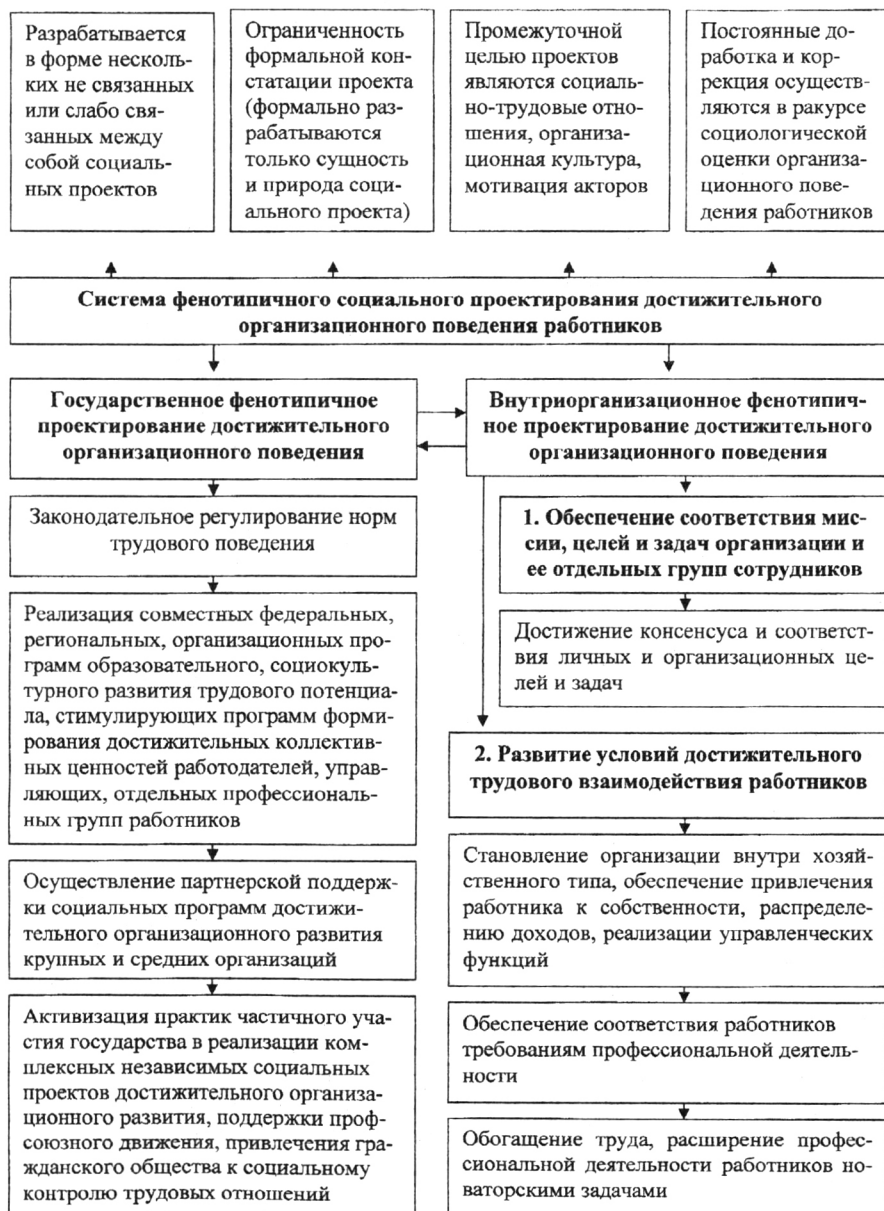 Разрабатывается
в форме несколь-
ких не связанных
или слабо свя-
занных между
собой социаль-
ных проектов
Ограниченность
формальной кон-
статации проекта
(формально раз-
рабатываются
только сущность
и природа соци-
ального проекта)
Промежуточной
целью проектов
являются социаль-
но-трудовые отно-
шения, организа-
ционная культура,
мотивация акторов
Постоянные до-
работка и кор-
рекция осуществ-
ляются в ракурсе
социологической
оценки организа-
ционного пове-
дения работников
Система фенотипичного социального проектирования достижительного
организационного поведения работников
Государственное фенотипичное
проектирование достижительного
организационного поведения
Внутриорганизационное фенотипич-
ное проектирование достижительного
организационного поведения
Законодательное регулирование норм
трудового поведения
Реализация совместных федеральных,
региональных, организационных про-
грамм образовательного, социокуль-
турного развития трудового потенциа-
ла, стимулирующих программ форми-
рования достижительных коллектив-
ных ценностей работодателей, управ-
ляющих, отдельных профессиональ-
ных групп работников
Осуществление партнерской поддерж-
ки социальных программ достижи-
тельного организационного развития
крупных и средних организаций
Активизация практик частичного уча-
стия государства в реализации ком-
плексных независимых социальных
проектов достижительного организа-
ционного развития, поддержки проф-
союзного движения, привлечения гра-
жданского общества к социальному
контролю трудовых отношений
1. Обеспечение соответствия мис-
сии, целей и задач организации и
ее отдельных групп сотрудников
Достижение консенсуса и соответст-
вия личных и организационных це-
лей и задач
2. Развитие условий достижительного
трудового взаимодействия работников
Становление организации внутри хозяй-
ственного типа, обеспечение привлечения
работника к собственности, распределе-
нию доходов, реализации управленческих
функций
Обеспечение соответствия работников
требованиям профессиональной деятель-
ности
Обогащение труда, расширение профес-
сиональной деятельности работников но-
ваторскими задачами